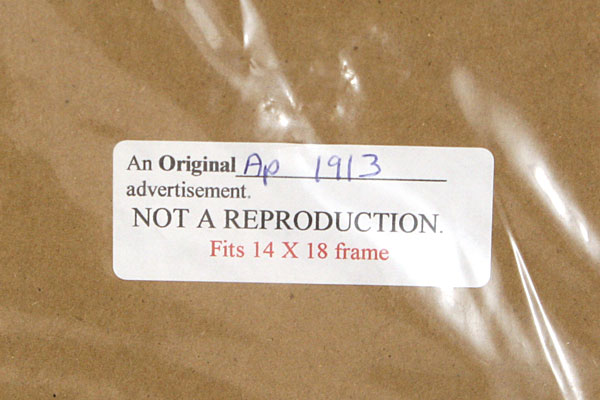 An Original Ap 1913
advertisement.
NOT A REPRODUCTION.
Fits 14 X 18 frame